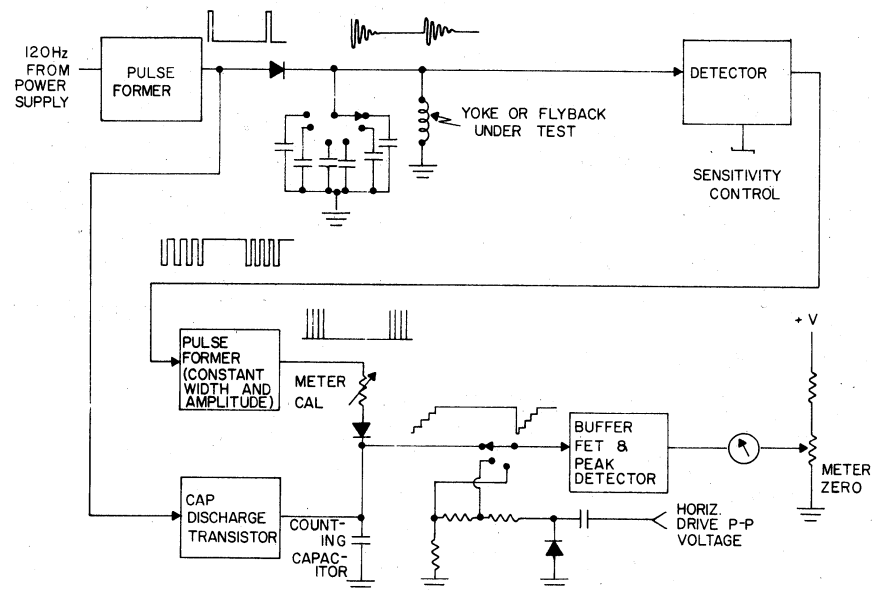 120Hz
FROM
POWER
SUPPLY
PULSE
FORMER
YOKE OR FLYBACK
UNDER TEST
DETECTOR
SENSITIVITY
CONTROL
PULSE
FORMER
(CONSTANT
WIDTH AND
AMPLITUDE)
METER
CAL
+ V
BUFFER
FET &
PEAK
DETECTOR
METER
ZERO
CAP
DISCHARGE
TRANSISTOR
COUNT-
ING
CAPAC-
ITOR
HORIZ.
DRIVE P-P
VOLTAGE